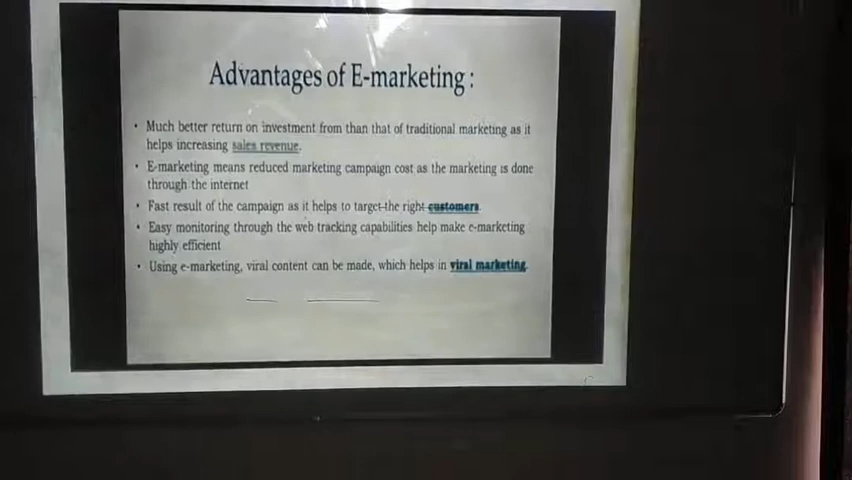 Advantages of E-marketing :
• Much better return on investment from than that of traditional marketing as it
helps increasing sales revenue.
• E-marketing means reduced marketing campaign cost as the marketing is done
through the internet
• Fast result of the campaign as it helps to target the right customers.
• Easy monitoring through the web tracking capabilities help make e-marketing
highly efficient
• Using e-marketing, viral content can be made, which helps in viral marketing.